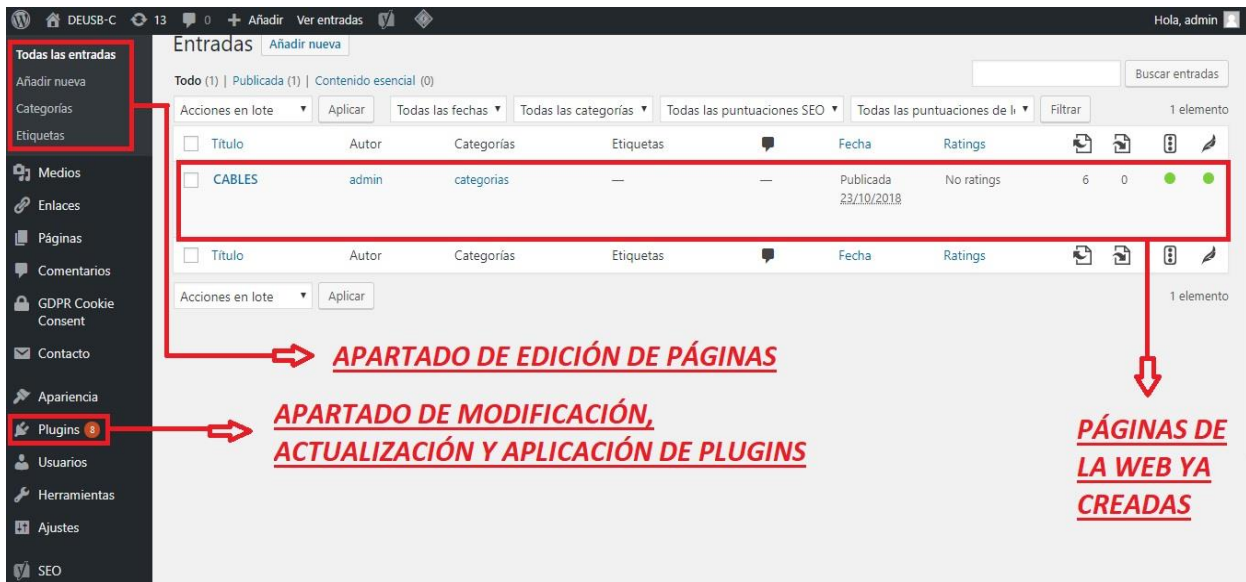 DEUSB-C 13 0 + Añadir Ver entradas Hola, admin
Todas las entradas
Añadir nueva
Categorías
Etiquetas
Medios
Enlaces
Páginas
Comentarios
GDPR Cookie
Consent
Contacto
Apariencia
Plugins 8
Usuarios
Herramientas
Ajustes
SEO
Entradas Añadir nueva
Todo (1) | Publicada (1) | Contenido esencial (0)
Buscar entradas
Acciones en lote Aplicar Todas las fechas Todas las categorías Todas las puntuaciones SEO Todas las puntuaciones de l Filtrar 1 elemento
Título Autor Categorías Etiquetas Fecha Ratings
CABLES admin categorias — — Publicada No ratings 6 0
23/10/2018
Título Autor Categorías Etiquetas Fecha Ratings
Acciones en lote Aplicar 1 elemento
APARTADO DE EDICIÓN DE PÁGINAS
APARTADO DE MODIFICACIÓN,
ACTUALIZACIÓN Y APLICACIÓN DE PLUGINS
PÁGINAS DE
LA WEB YA
CREADAS